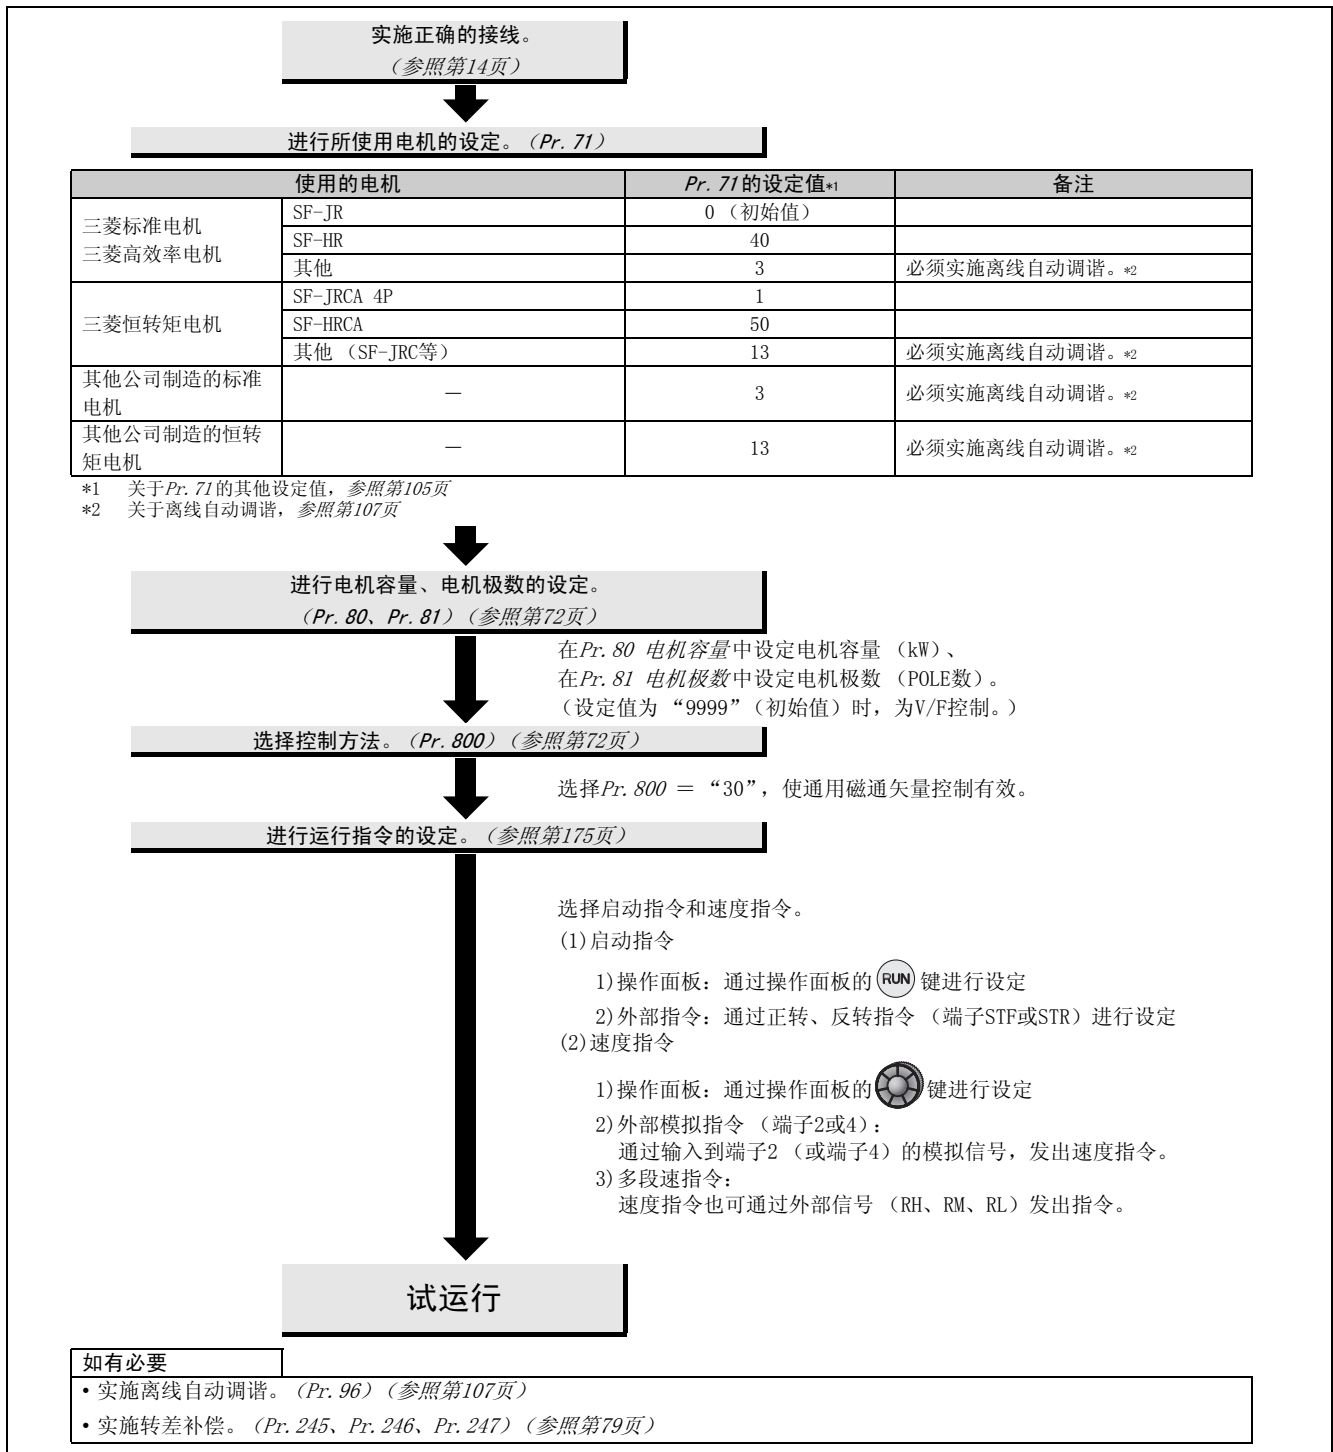 实施正确的接线。
（参照第14页）
进行所使用电机的设定。（Pr. 71）
使用的电机 Pr. 71的设定值*1 备注
三菱标准电机
三菱高效率电机
SF-JR 0 （初始值）
SF-HR 40
其他 3 必须实施离线自动调谐。*2
三菱恒转矩电机
SF-JRCA 4P 1
SF-HRCA 50
其他 （SF-JRC等） 13 必须实施离线自动调谐。*2
其他公司制造的标准
电机
— 3 必须实施离线自动调谐。*2
其他公司制造的恒转
矩电机
— 13 必须实施离线自动调谐。*2
*1 关于Pr. 71的其他设定值，参照第105页
*2 关于离线自动调谐，参照第107页
进行电机容量、电机极数的设定。
（Pr. 80、Pr. 81）（参照第72页）
在Pr. 80 电机容量中设定电机容量 （kW）、
在Pr. 81 电机极数中设定电机极数 （POLE数）。
（设定值为 “9999”（初始值）时，为V/F控制。）
选择控制方法。（Pr. 800）（参照第72页）
选择Pr. 800 = “30”，使通用磁通矢量控制有效。
进行运行指令的设定。（参照第175页）
选择启动指令和速度指令。
(1)启动指令
1)操作面板：通过操作面板的 RUN 键进行设定
2)外部指令：通过正转、反转指令 （端子STF或STR）进行设定
(2)速度指令
1)操作面板：通过操作面板的 键进行设定
2)外部模拟指令 （端子2或4）：
通过输入到端子2 （或端子4）的模拟信号，发出速度指令。
3)多段速指令：
速度指令也可通过外部信号 （RH、RM、RL）发出指令。
试运行
如有必要
• 实施离线自动调谐。（Pr. 96）（参照第107页）
• 实施转差补偿。（Pr. 245、Pr. 246、Pr. 247）（参照第79页）